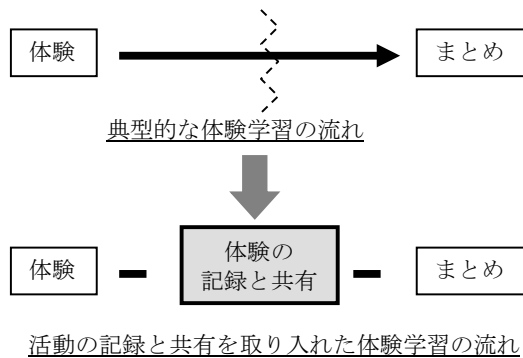 体験
まとめ
典型的な体験学習の流れ
体験
体験の
記録と共有
まとめ
活動の記録と共有を取り入れた体験学習の流れ